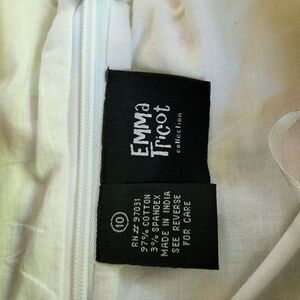 EMMa
Tricot
collection
10
RN# 97031
97% COTTON
3% SPANDEX
MADE IN INDIA
SEE REVERSE
FOR CARE